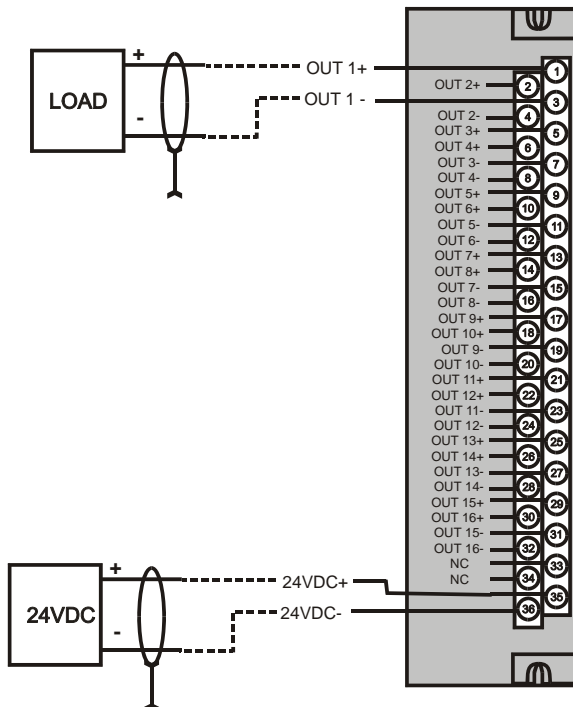 +
LOAD
-
OUT 1+
OUT 1 -
1
OUT 2+
2
3
OUT 2-
4
OUT 3+
5
OUT 4+
6
OUT 3-
7
OUT 4-
8
OUT 5+
9
OUT 6+
10
OUT 5-
11
OUT 6-
12
OUT 7+
13
OUT 8+
14
OUT 7-
15
OUT 8-
16
OUT 9+
17
OUT 10+
18
OUT 9-
19
OUT 10-
20
OUT 11+
21
OUT 12+
22
OUT 11-
23
OUT 12-
24
OUT 13+
25
OUT 14+
26
OUT 13-
27
OUT 14-
28
OUT 15+
29
OUT 16+
30
OUT 15-
31
OUT 16-
32
NC
33
NC
34
+
24VDC
-
24VDC+
35
24VDC-
36